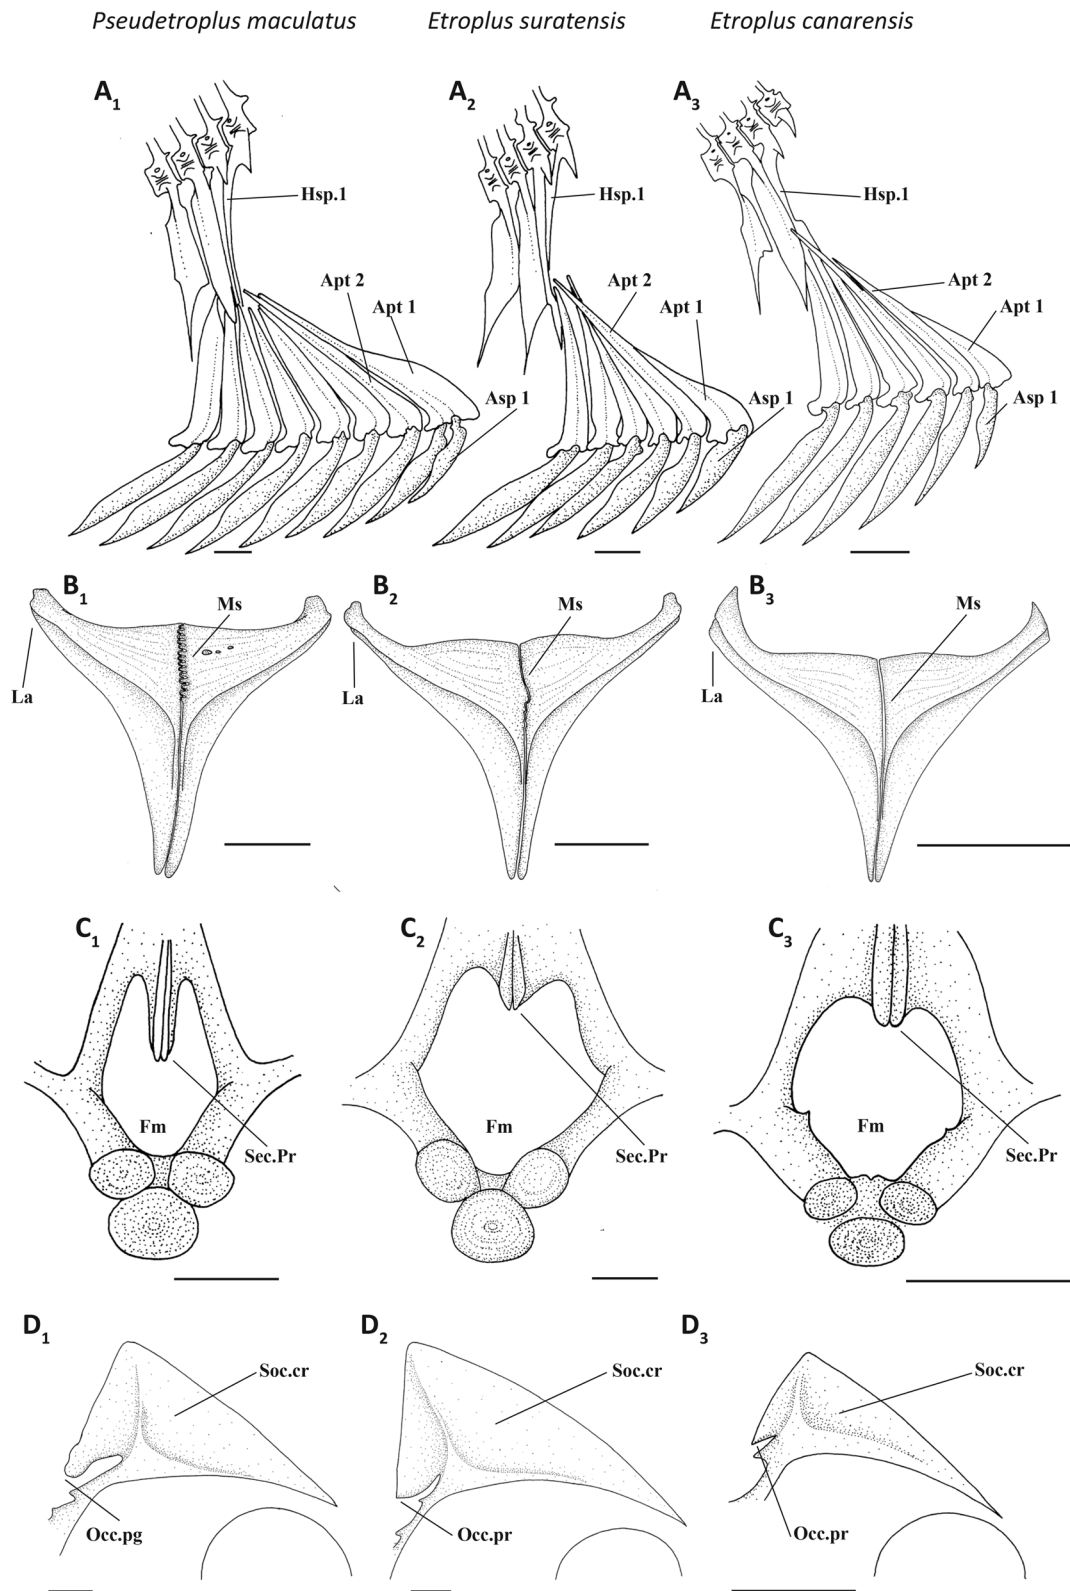 Pseudetroplus maculatus Etroplus suratensis Etroplus canarensis
A1 A2 A3
Hsp.1 Hsp.1 Hsp.1
Apt 2 Apt 2 Apt 2
Apt 1 Apt 1 Apt 1
Asp 1 Asp 1 Asp 1
B1 B2 B3
Ms Ms Ms
La La La
C1 C2 C3
Fm Fm Fm
Sec.Pr Sec.Pr Sec.Pr
D1 D2 D3
Soc.cr Soc.cr Soc.cr
Occ.pg Occ.pr Occ.pr